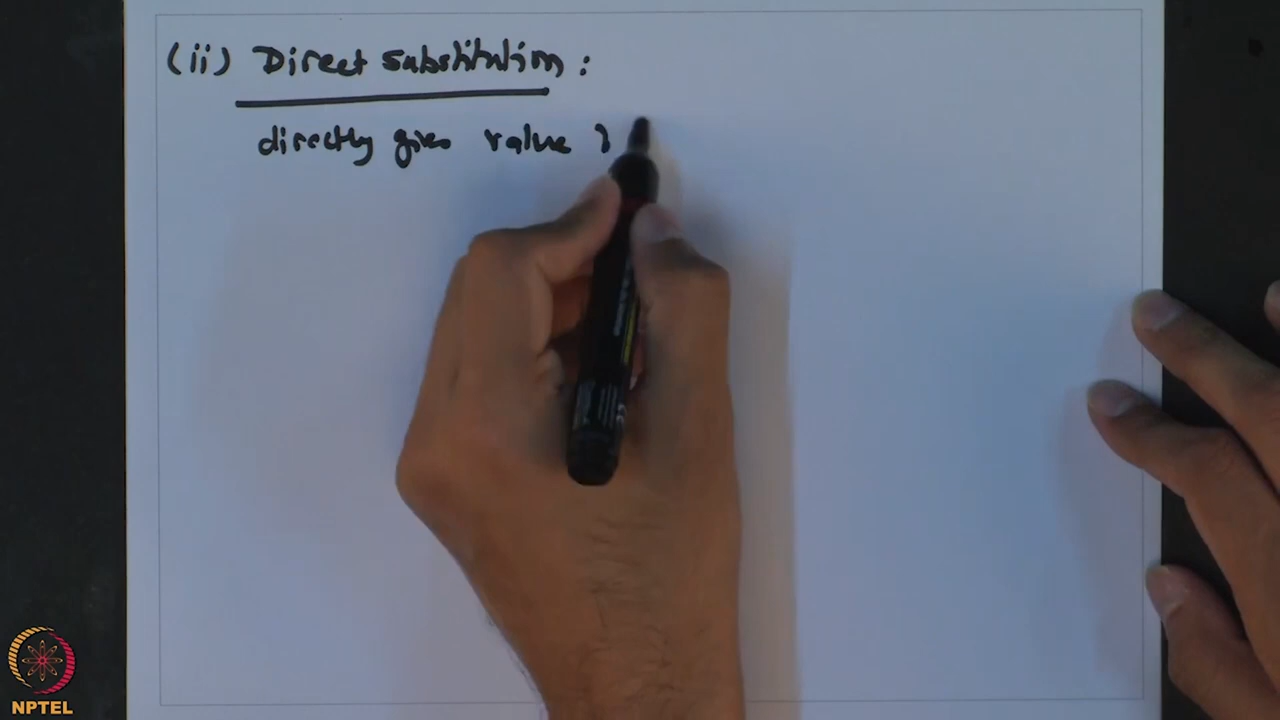 (ii) Direct substitution :
directly gives value
NPTEL